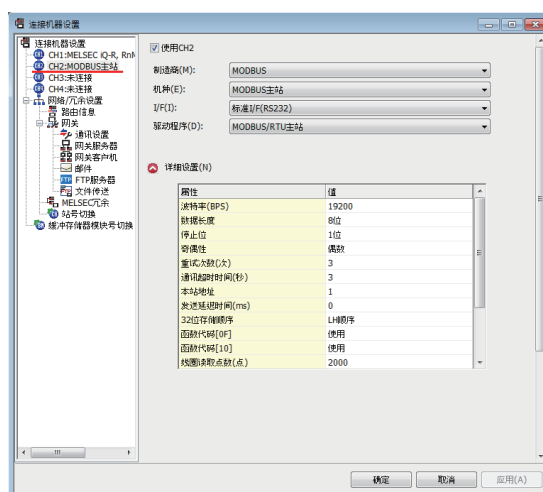 连接机器设置
连接机器设置
CH1:MELSEC iQ-R, RnM
CH2:MODBUS主站
CH3:未连接
CH4:未连接
网络/冗余设置
路由信息
网关
通讯设置
网关服务器
网关客户机
邮件
FTP服务器
文件传送
MELSEC冗余
站号切换
缓冲存储器模块号切换
使用CH2
制造商(M):
MODBUS
机种(E):
MODBUS主站
I/F(I):
标准I/F(RS232)
驱动程序(D):
MODBUS/RTU主站
详细设置(N)
属性 值
波特率(BPS) 19200
数据长度 8位
停止位 1位
奇偶性 偶数
重试次数(次) 3
通讯超时时间(秒) 3
本站地址 1
发送延迟时间(ms) 0
32位存储顺序 LH顺序
函数代码[0F] 使用
函数代码[10] 使用
线圈读取点数(点) 2000
确定 取消 应用(A)